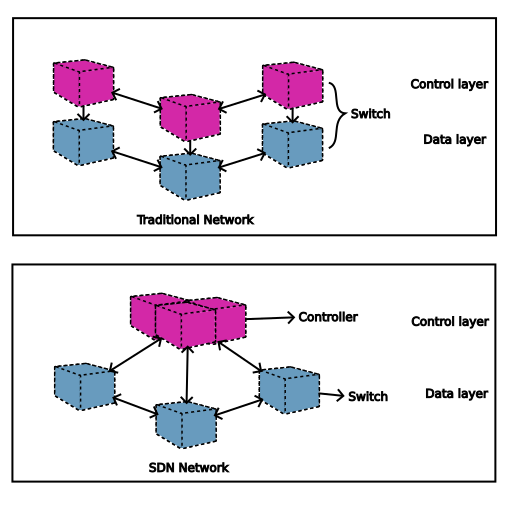 Control layer
Switch
Data layer
Traditional Network
Controller
Control layer
Switch
Data layer
SDN Network